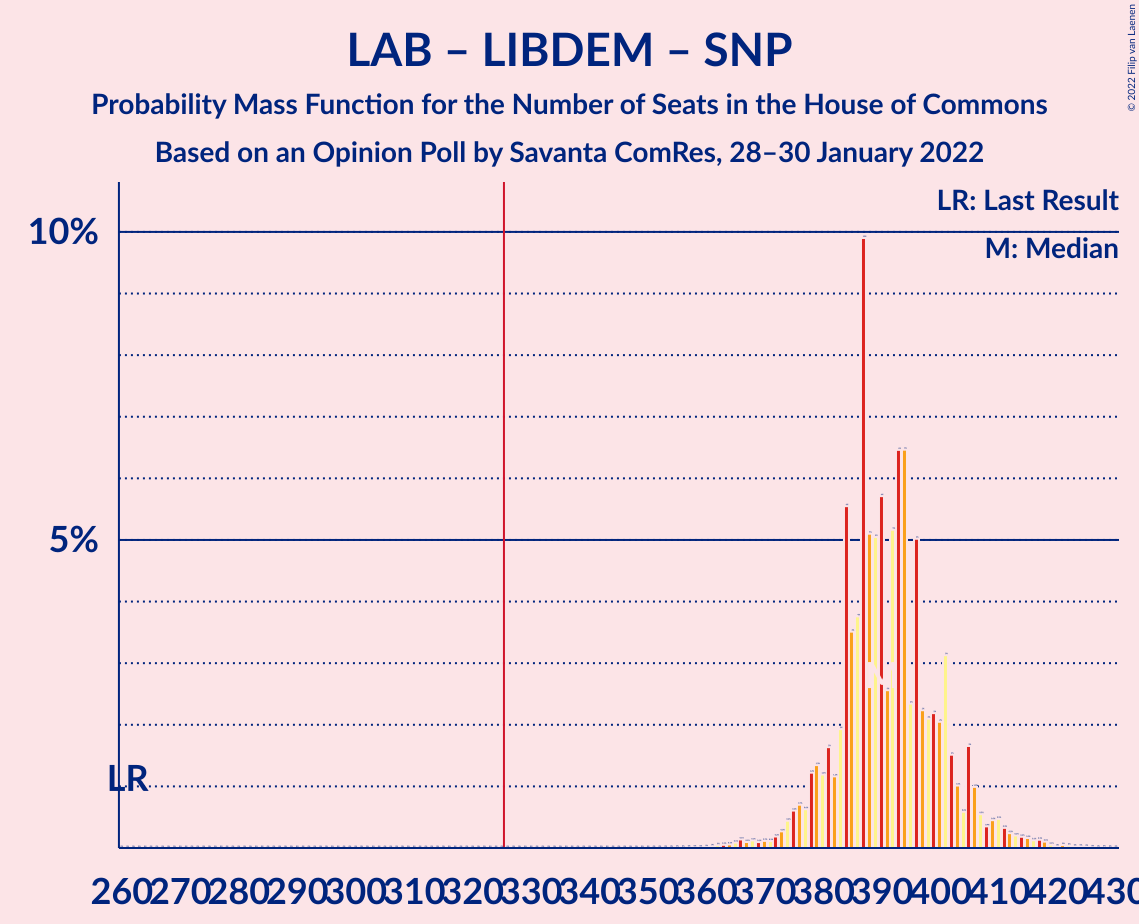 LAB – LIBDEM – SNP
Probability Mass Function for the Number of Seats in the House of Commons
Based on an Opinion Poll by Savanta ComRes, 28–30 January 2022
© 2022 Filip van Laenen
LR: Last Result
M: Median
10%
5%
LR
260 270 280 290 300 310 320 330 340 350 360 370 380 390 400 410 420 430